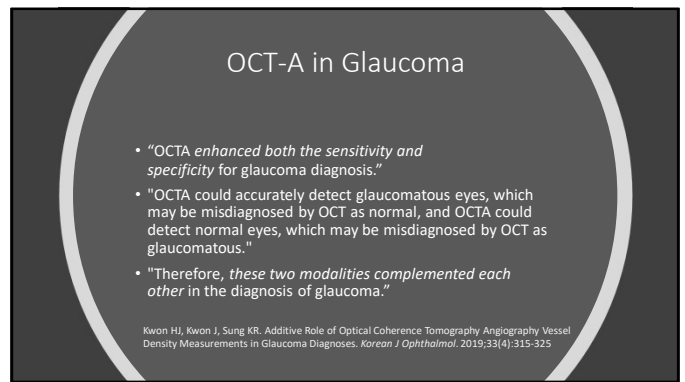 OCT-A in Glaucoma
• “OCTA enhanced both the sensitivity and
specificity for glaucoma diagnosis.”
• "OCTA could accurately detect glaucomatous eyes, which
may be misdiagnosed by OCT as normal, and OCTA could
detect normal eyes, which may be misdiagnosed by OCT as
glaucomatous."
• "Therefore, these two modalities complemented each
other in the diagnosis of glaucoma.”
Kwon HJ, Kwon J, Sung KR. Additive Role of Optical Coherence Tomography Angiography Vessel
Density Measurements in Glaucoma Diagnoses. Korean J Ophthalmol. 2019;33(4):315-325